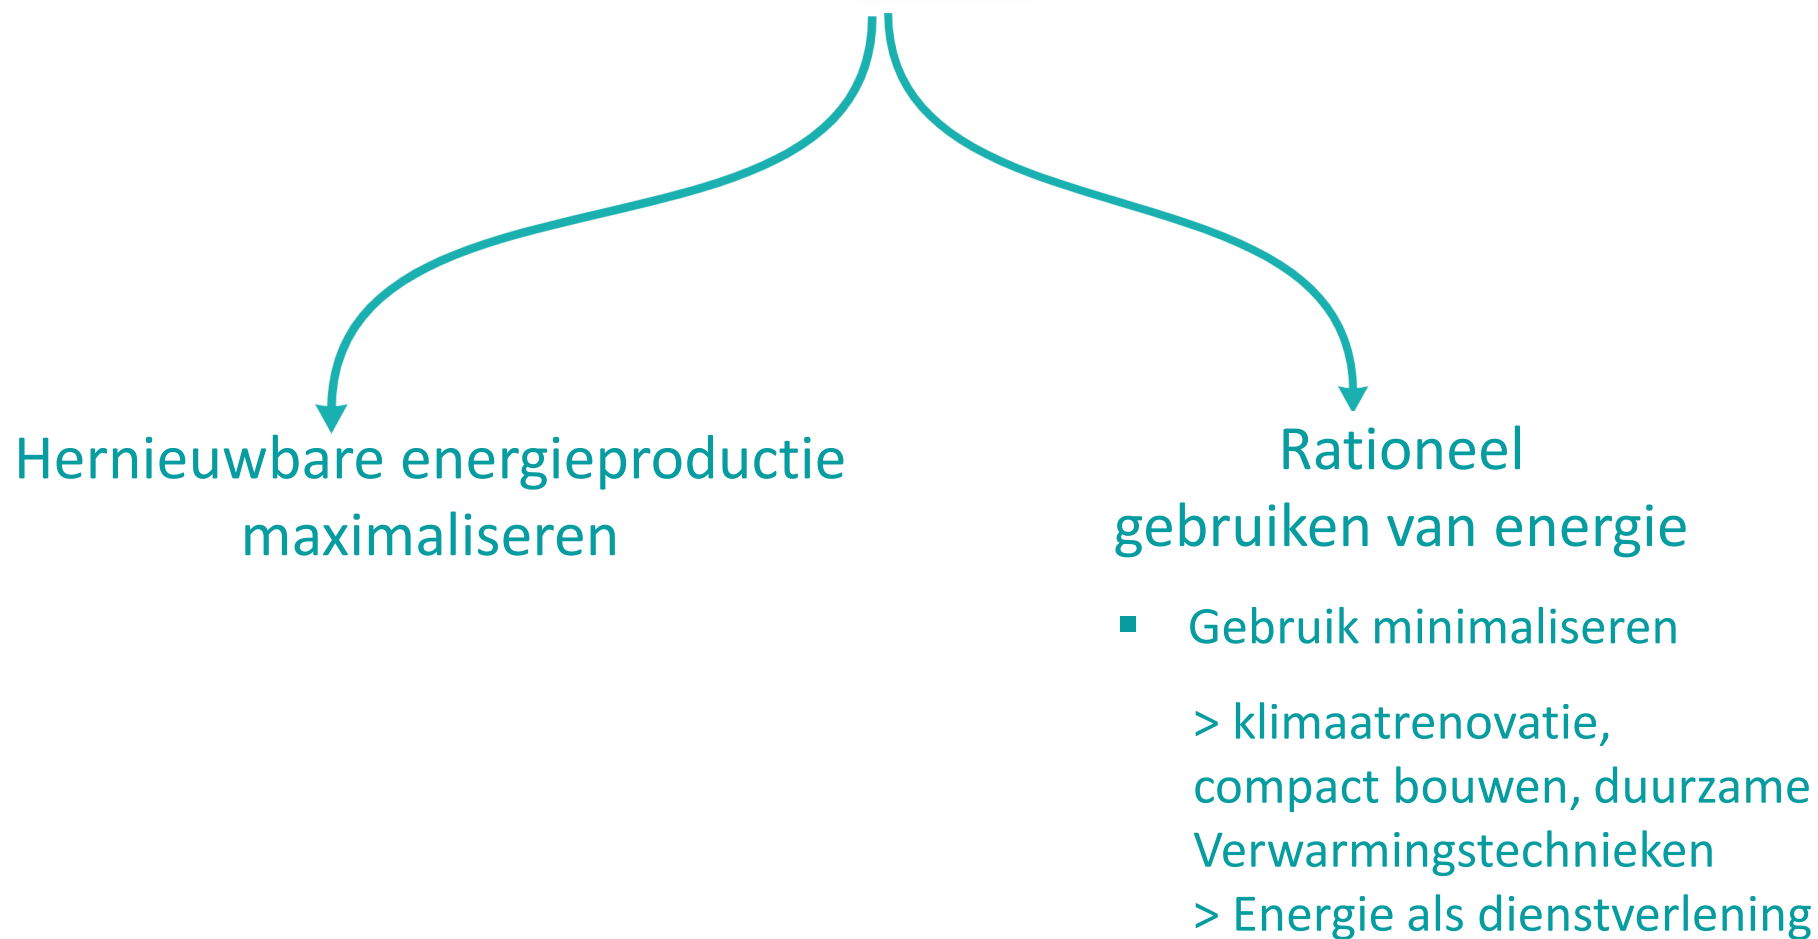 Hernieuwbare energieproductie
maximaliseren
Rationeel
gebruiken van energie
▪ Gebruik minimaliseren
> klimaatrenovatie,
compact bouwen, duurzame
Verwarmingstechnieken
> Energie als dienstverlening